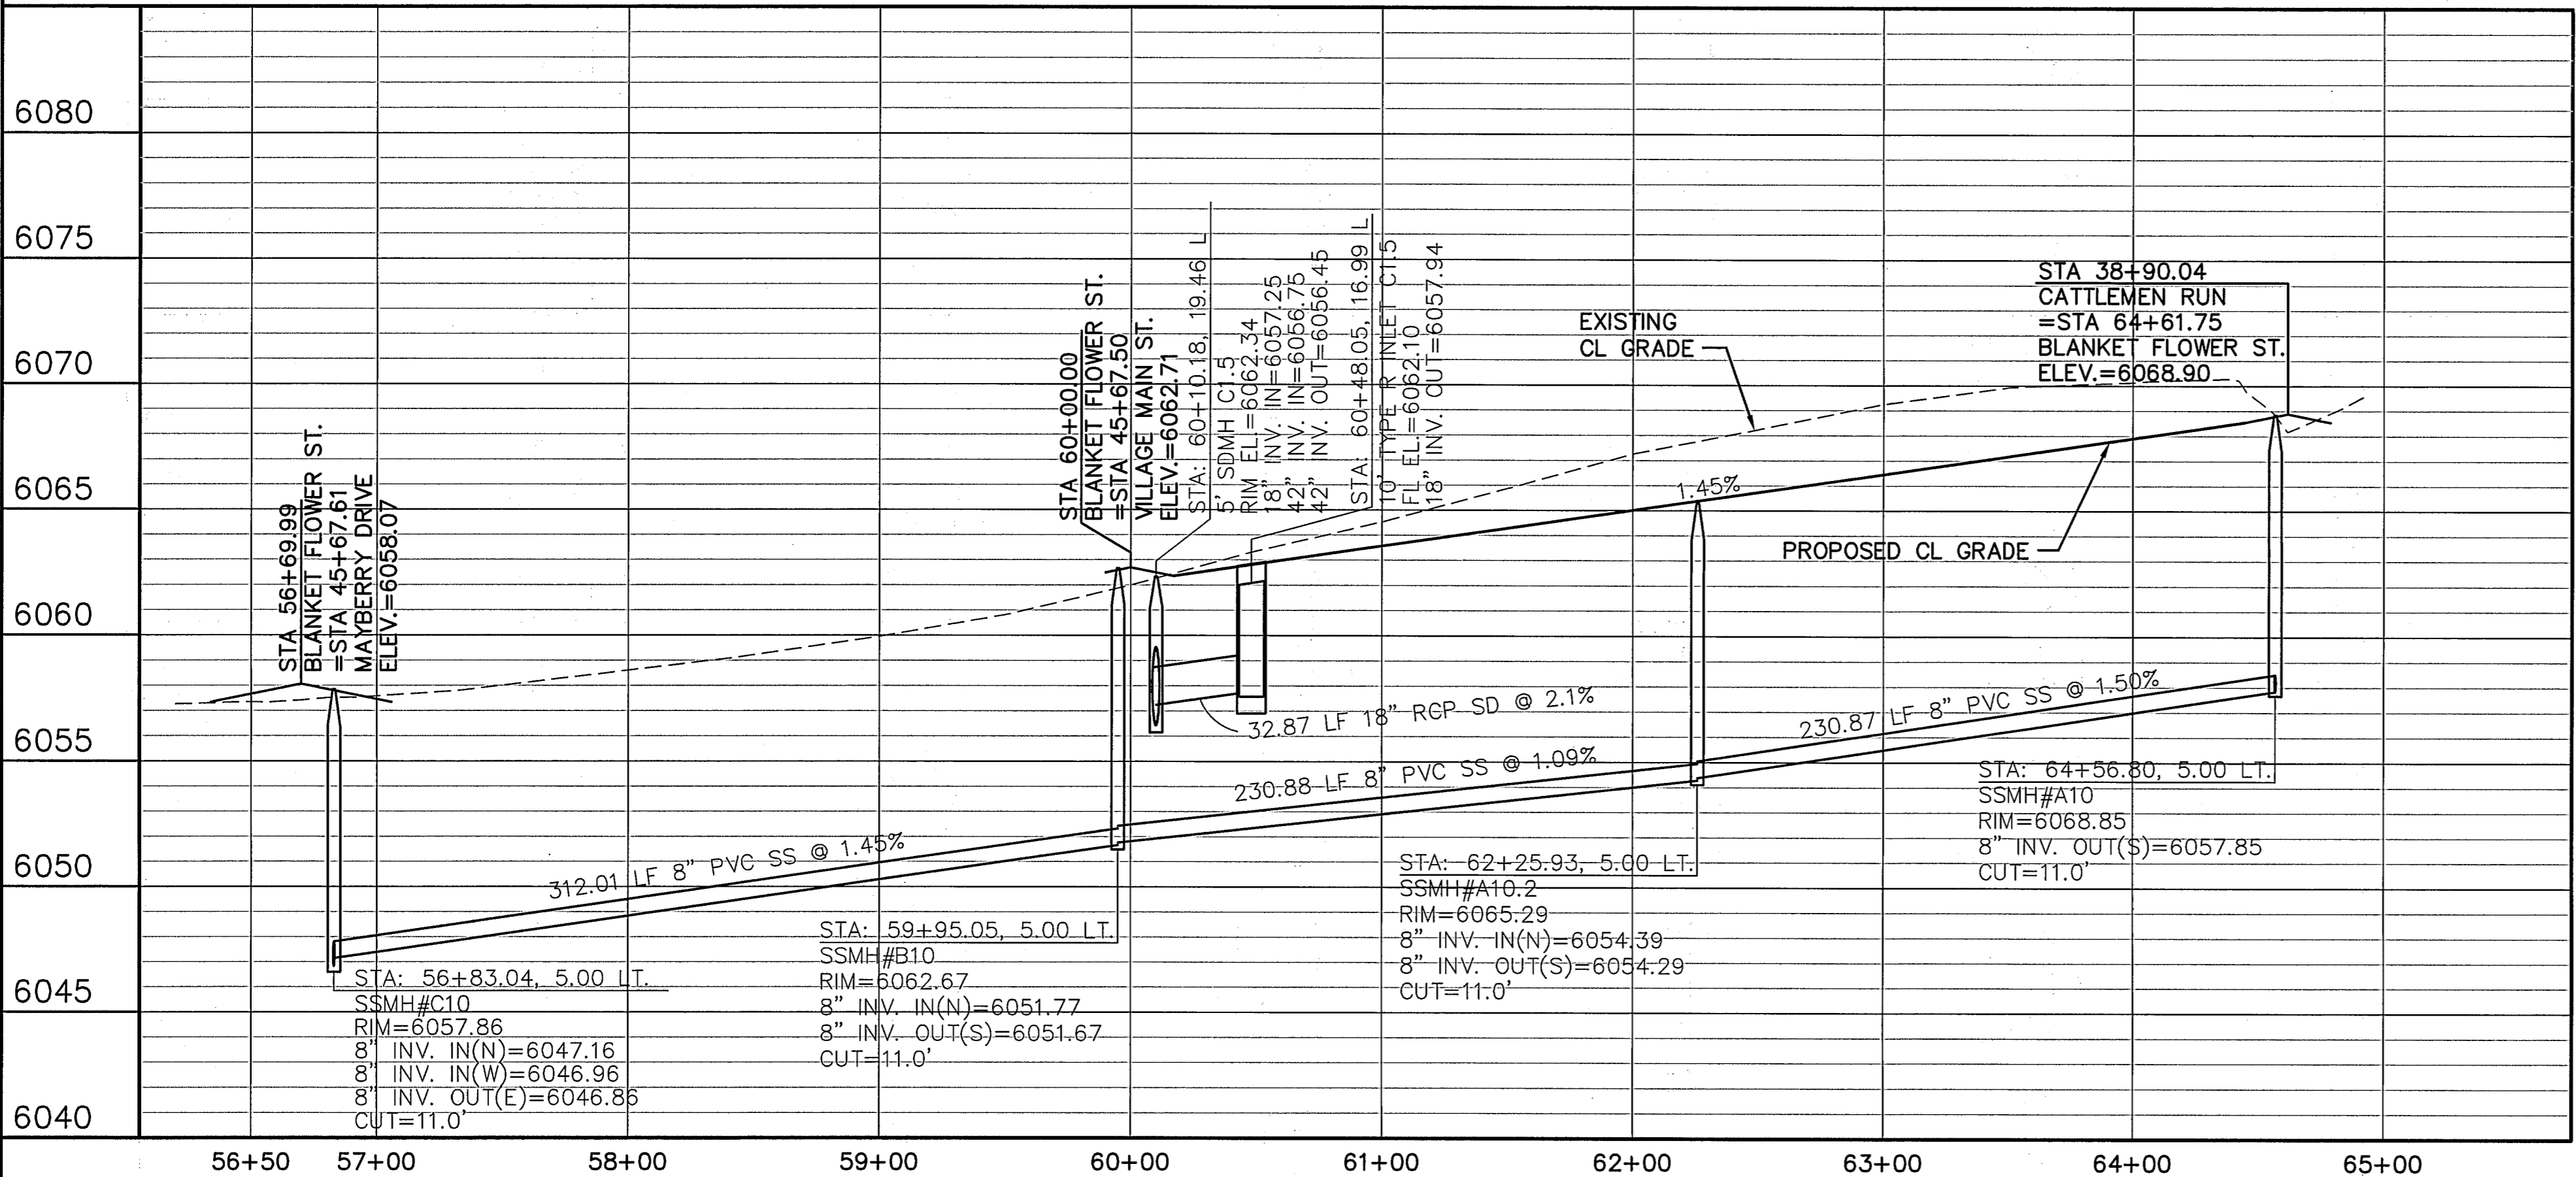 6080
6075
6070
6065
6060
6055
6050
6045
6040
STA 56+69.99
BLANKET FLOWER ST.
=STA 45+67.61
MAYBERRY DRIVE
ELEV.=6058.07
STA 60+00.00
BLANKET FLOWER ST.
=STA 45+67.50
VILLAGE MAIN ST.
ELEV.=6062.71
STA: 60+10.18, 19.46 L
5' SDMH C1.5
RIM EL.=6062.34
18" INV. IN=6057.25
42" INV. IN=6056.75
42" INV. OUT=6056.45
STA: 60+48.05, 16.99 L
10' TYPE R INLET C1.5
FL EL.=6062.10
18" INV. OUT=6057.94
EXISTING
CL GRADE
STA 38+90.04
CATTLEMEN RUN
=STA 64+61.75
BLANKET FLOWER ST.
ELEV.=6068.90
1.45%
PROPOSED CL GRADE
32.87 LF 18" RCP SD @ 2.1%
312.01 LF 8" PVC SS @ 1.45%
230.88 LF 8" PVC SS @ 1.09%
230.87 LF 8" PVC SS @ 1.50%
STA: 56+83.04, 5.00 LT.
SSMH#C10
RIM=6057.86
8" INV. IN(N)=6047.16
8" INV. IN(W)=6046.96
8" INV. OUT(E)=6046.86
CUT=11.0'
STA: 59+95.05, 5.00 LT.
SSMH#B10
RIM=6062.67
8" INV. IN(N)=6051.77
8" INV. OUT(S)=6051.67
CUT=11.0'
STA: 62+25.93, 5.00 LT.
SSMH#A10.2
RIM=6065.29
8" INV. IN(N)=6054.39
8" INV. OUT(S)=6054.29
CUT=11.0'
STA: 64+56.80, 5.00 LT.
SSMH#A10
RIM=6068.85
8" INV. OUT(S)=6057.85
CUT=11.0'
56+50 57+00 58+00 59+00 60+00 61+00 62+00 63+00 64+00 65+00